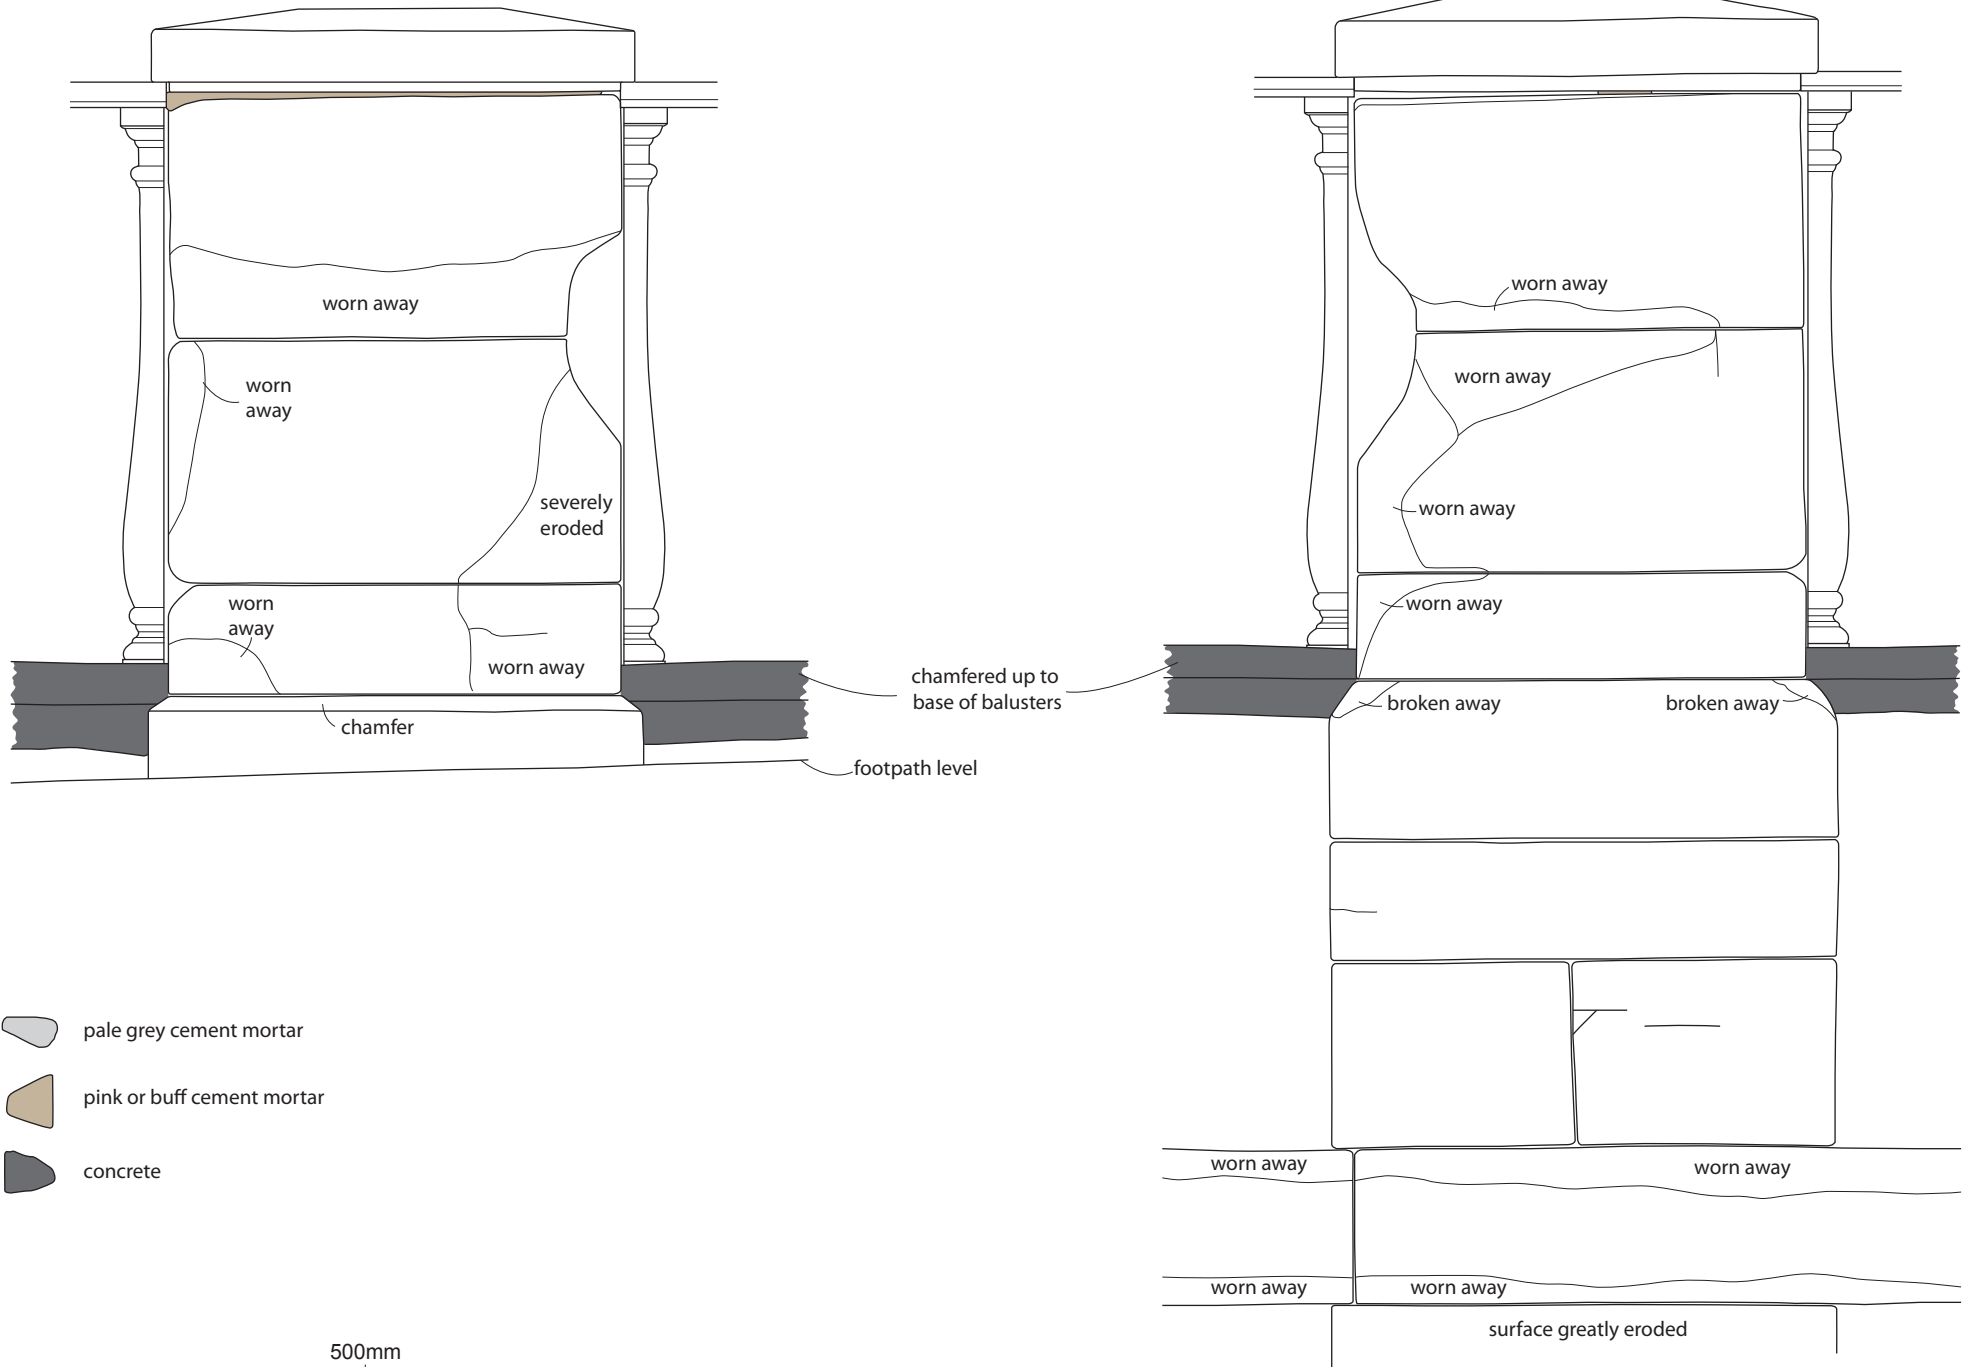 worn away
worn
away
severely
eroded
worn
away
worn away
chamfer
chamfered up to
base of balusters
footpath level
worn away
worn away
worn away
worn away
broken away
broken away
worn away
worn away
worn away
worn away
surface greatly eroded
pale grey cement mortar
pink or buff cement mortar
concrete
500mm